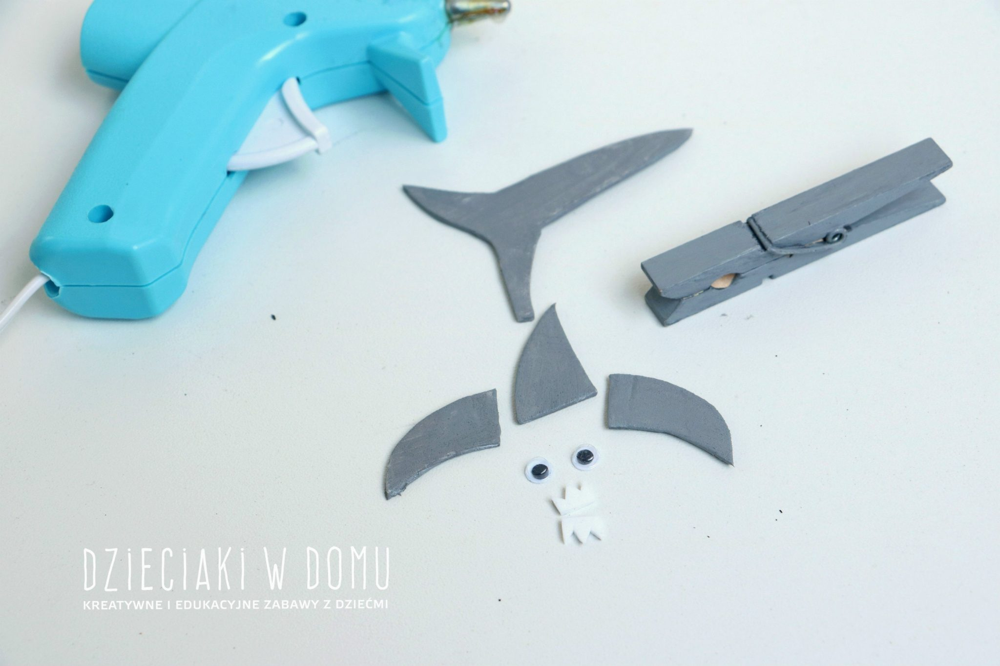 DZiECiAKi W DOMU
KREATYWNE I EDUKACYJNE ZABAWY Z DZIEĆMI